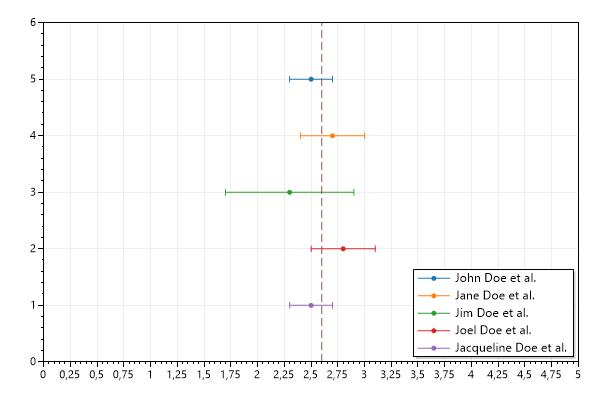 6
5
4
3
2
1
0
0 0,25 0,5 0,75 1 1,25 1,5 1,75 2 2,25 2,5 2,75 3 3,25 3,5 3,75 4 4,25 4,5 4,75 5
John Doe et al.
Jane Doe et al.
Jim Doe et al.
Joel Doe et al.
Jacqueline Doe et al.